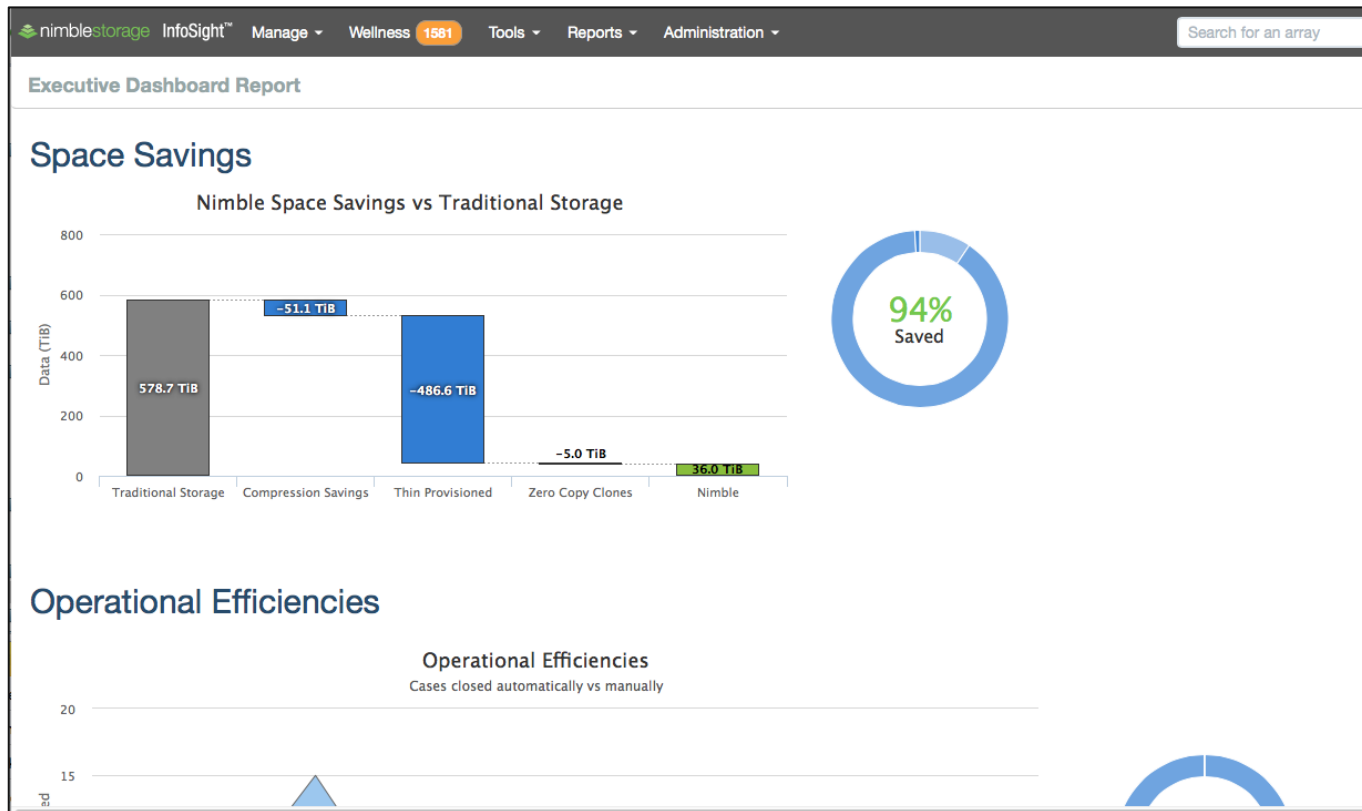 nimblestorage InfoSight™ Manage Wellness 1581 Tools Reports Administration Search for an array
Executive Dashboard Report
Space Savings
Nimble Space Savings vs Traditional Storage
800
600
400
200
0
Data (TiB)
578.7 TiB
-51.1 TiB
-486.6 TiB
-5.0 TiB
36.0 TiB
Traditional Storage Compression Savings Thin Provisioned Zero Copy Clones Nimble
94%
Saved
Operational Efficiencies
Operational Efficiencies
Cases closed automatically vs manually
20
15